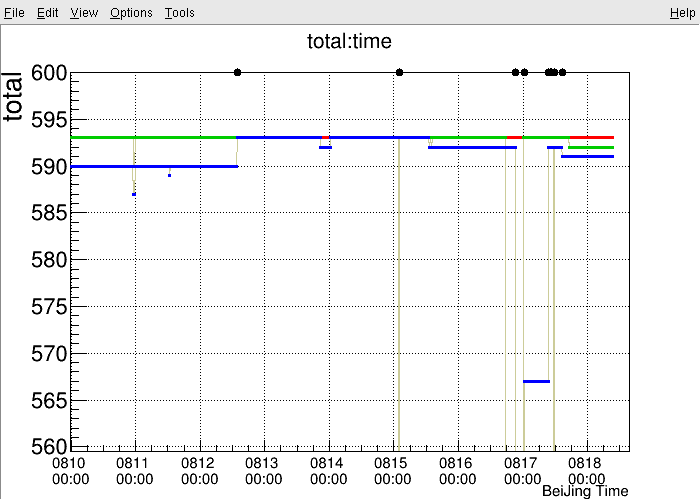 File Edit View Options Tools Help
total:time
total
600
595
590
585
580
575
570
565
560
0810 0811 0812 0813 0814 0815 0816 0817 0818
00:00 00:00 00:00 00:00 00:00 00:00 00:00 00:00 00:00
BeiJing Time